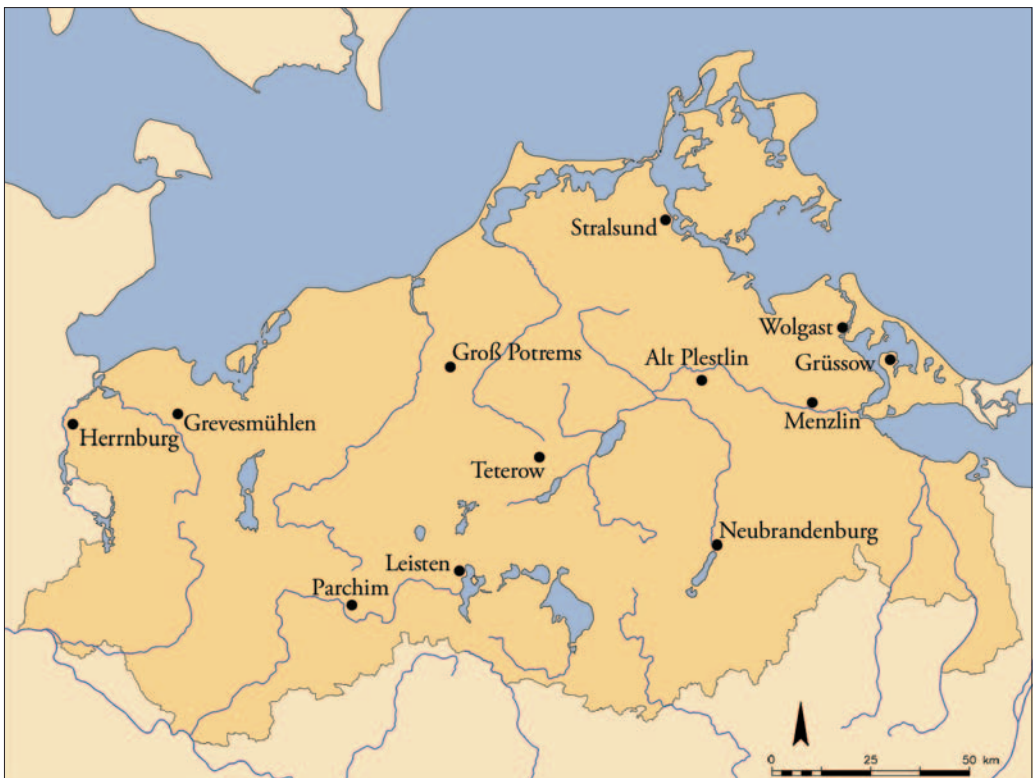 Stralsund
Wolgast
Groß Potrems
Alt Plestlin
Grüssow
Grevesmühlen
Menzlin
Herrnburg
Teterow
Neubrandenburg
Leisten
Parchim
0 25 50 km